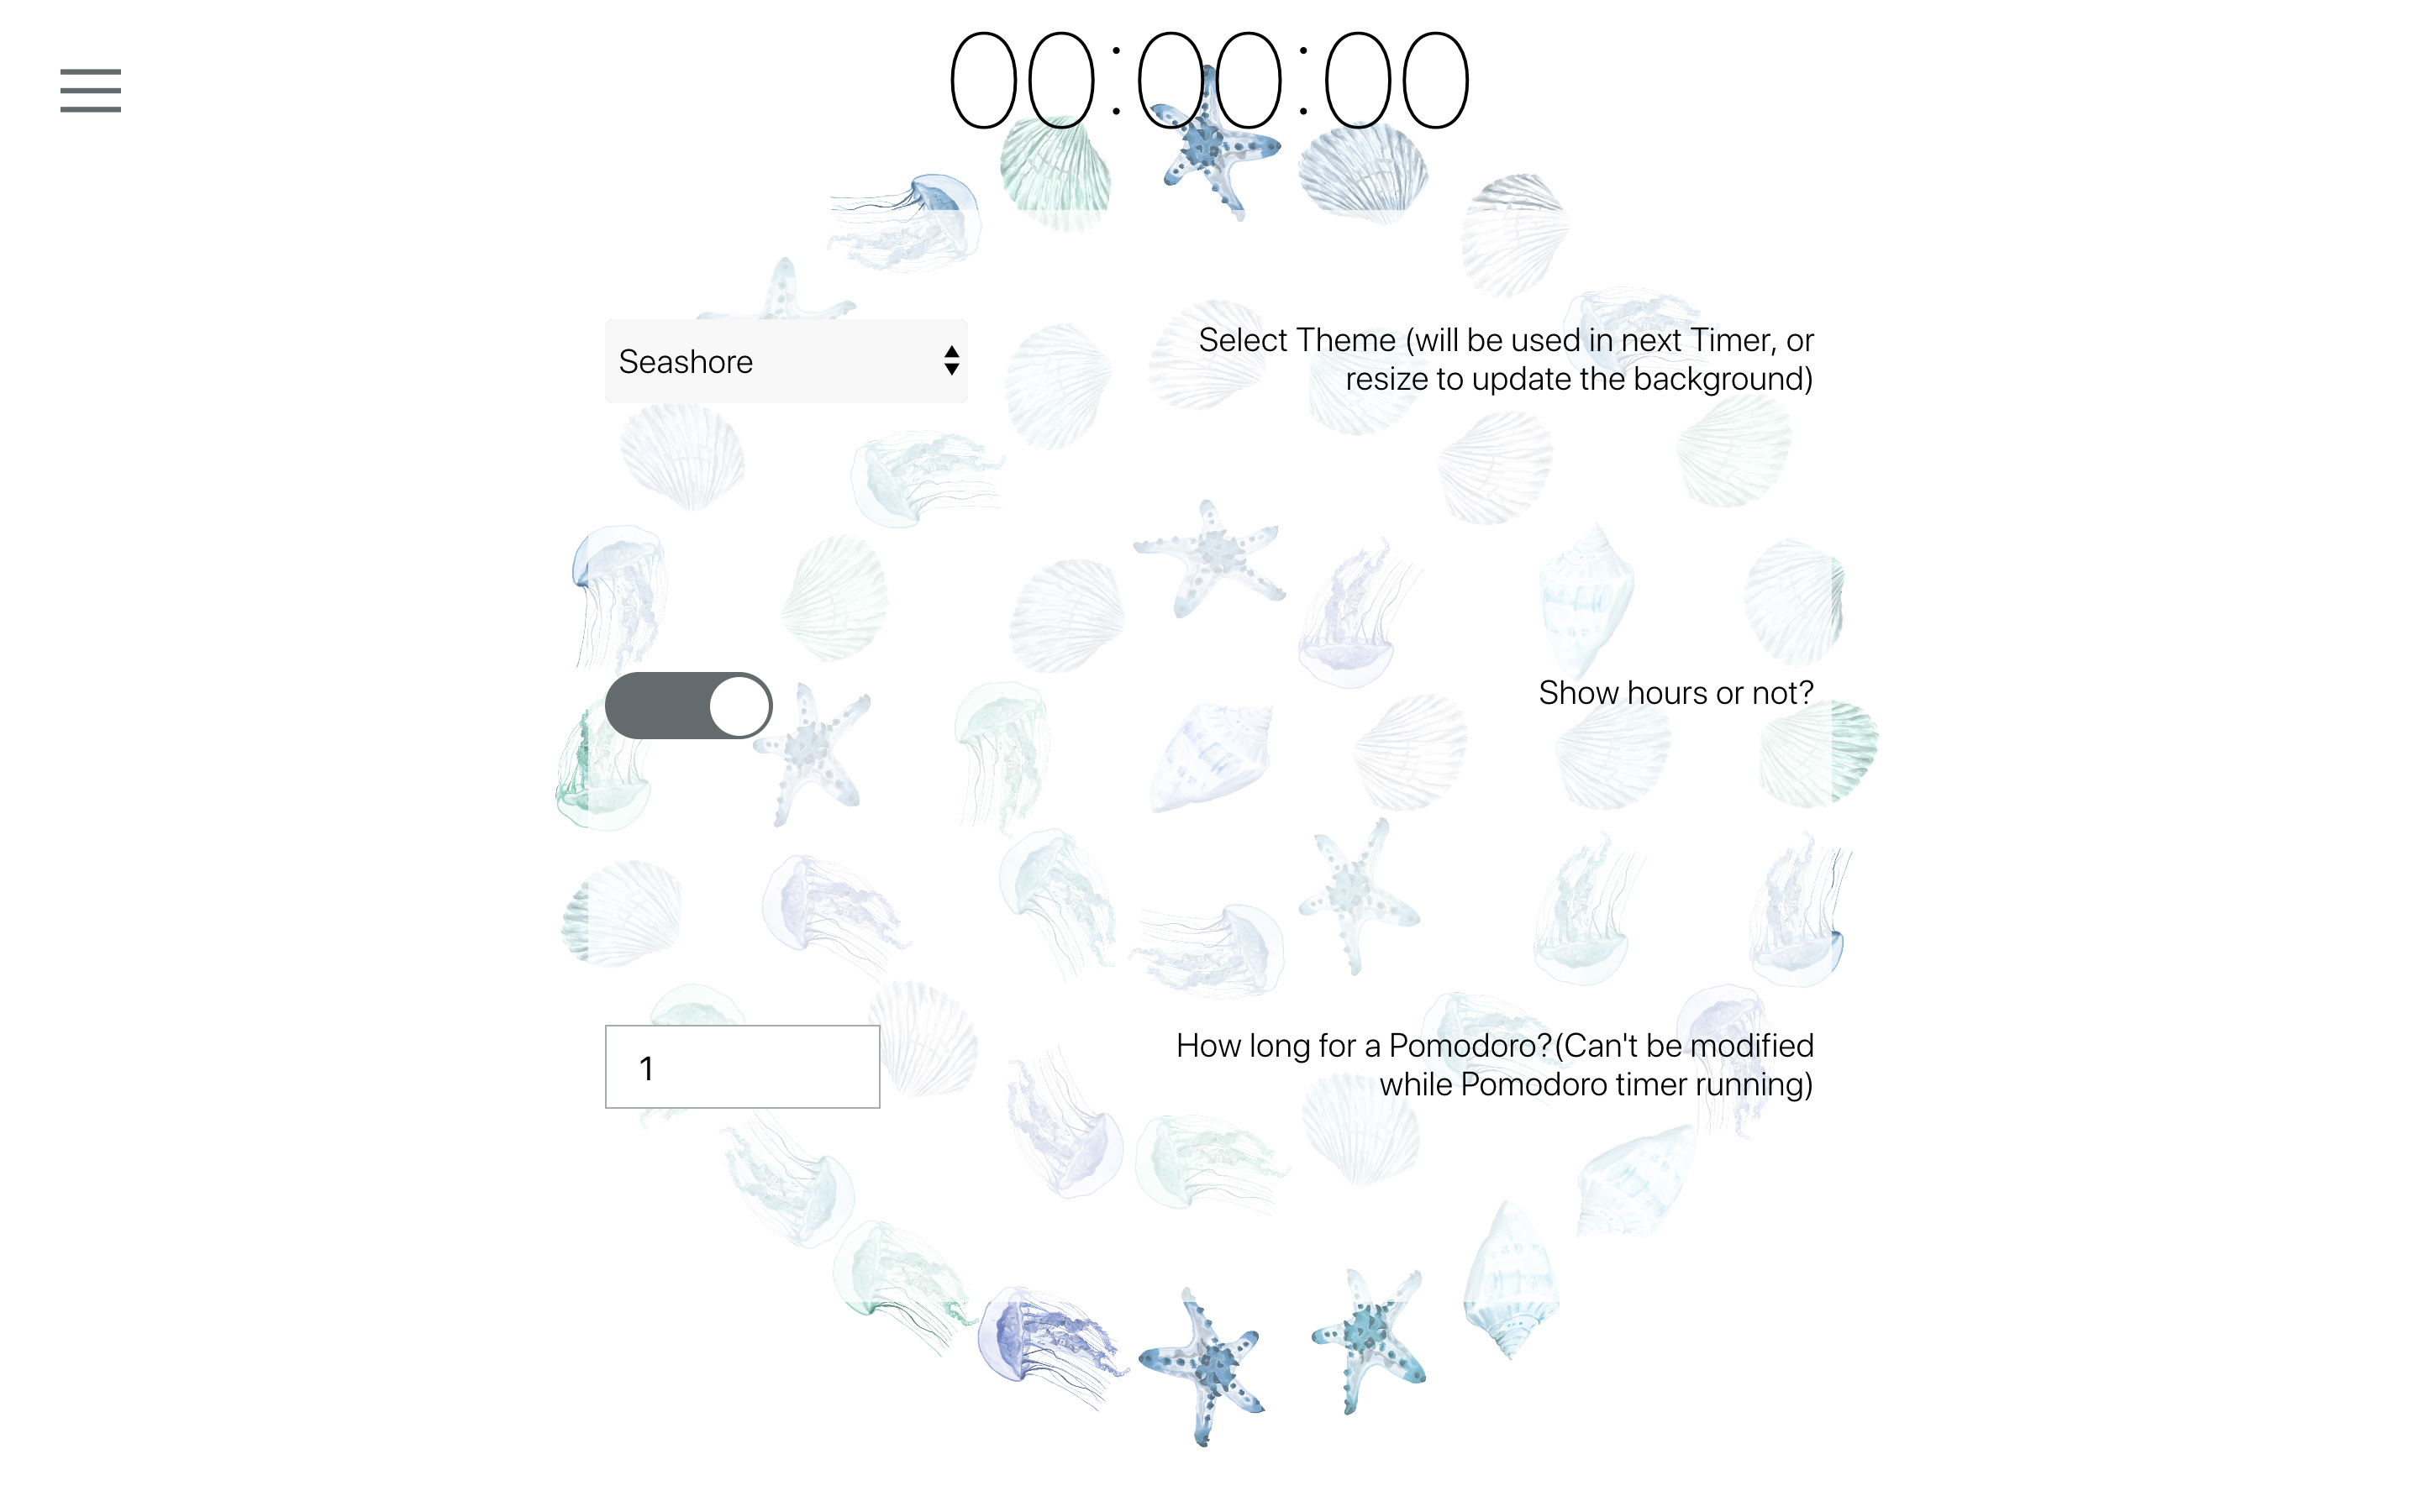 00:00:00
Seashore
Select Theme (will be used in next Timer, or
resize to update the background)
Show hours or not?
1
How long for a Pomodoro?(Can't be modified
while Pomodoro timer running)